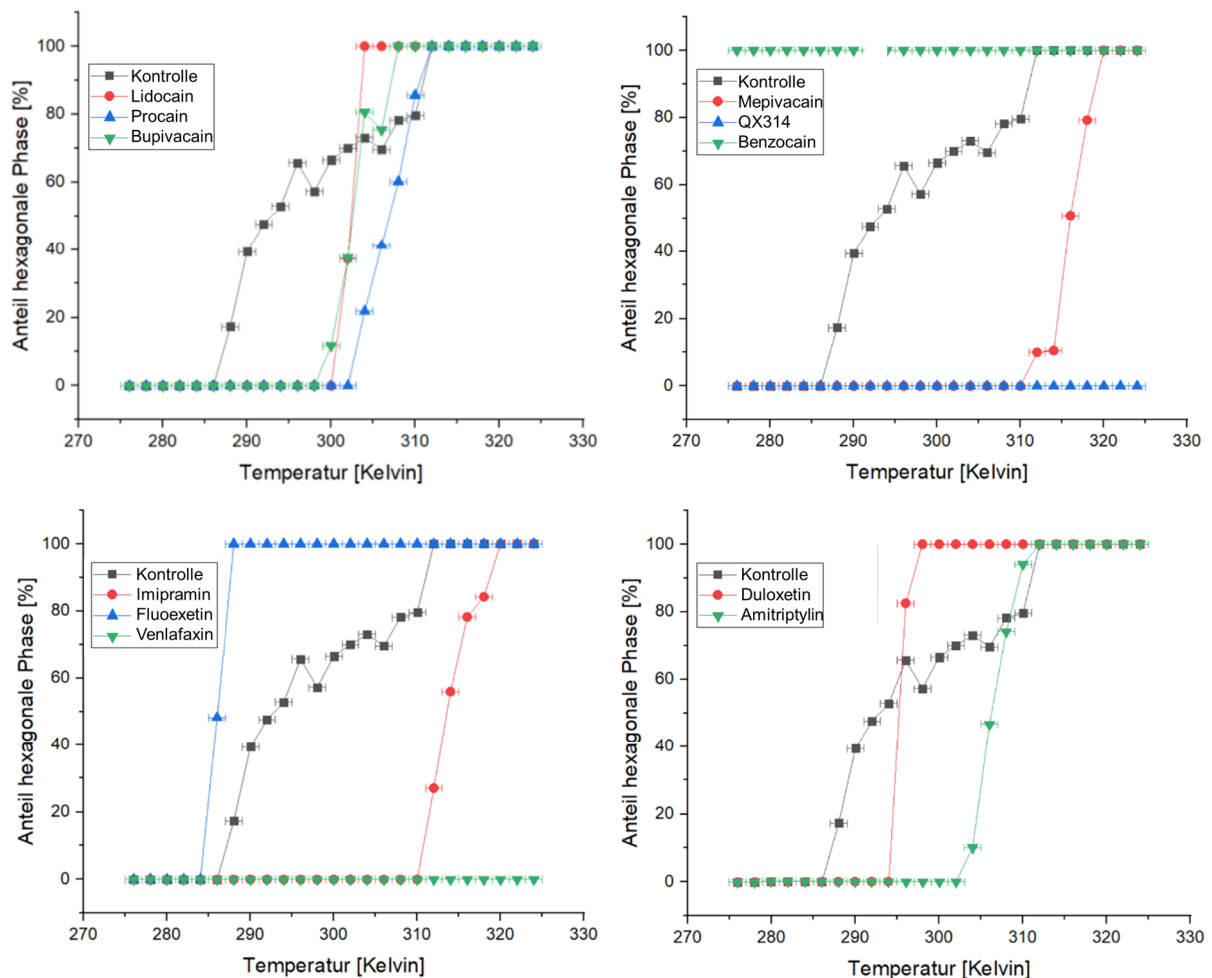 Anteil hexagonale Phase [%]
100
80
60
40
20
0
Kontrolle
Lidocain
Procain
Bupivacain
270 280 290 300 310 320 330
Temperatur [Kelvin]
Anteil hexagonale Phase [%]
100
80
60
40
20
0
Kontrolle
Mepivacain
QX314
Benzocain
270 280 290 300 310 320 330
Temperatur [Kelvin]
Anteil hexagonale Phase [%]
100
80
60
40
20
0
Kontrolle
Imipramin
Fluoexetin
Venlafaxin
270 280 290 300 310 320 330
Temperatur [Kelvin]
Anteil hexagonale Phase [%]
100
80
60
40
20
0
Kontrolle
Duloxetin
Amitriptylin
270 280 290 300 310 320 330
Temperatur [Kelvin]